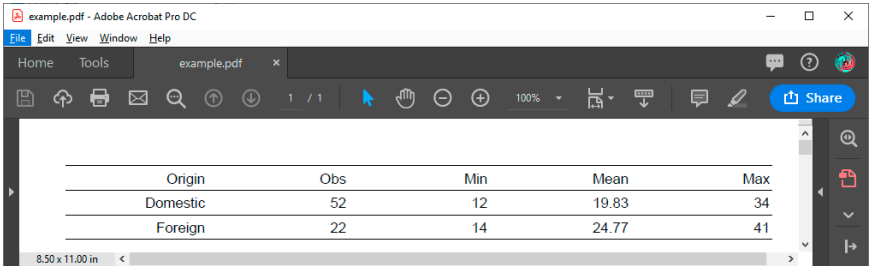 example.pdf - Adobe Acrobat Pro DC
File Edit View Window Help
Home Tools example.pdf ×
1 / 1 100% Share
Origin Obs Min Mean Max
Domestic 52 12 19.83 34
Foreign 22 14 24.77 41
8.50 x 11.00 in